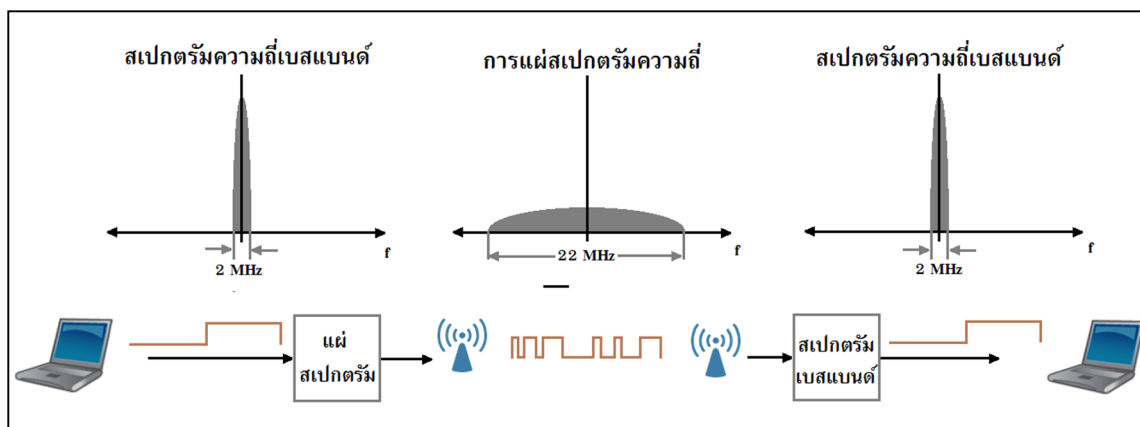 สเปกตรัมความถี่เบสแบนด์
การแผ่สเปกตรัมความถี่
สเปกตรัมความถี่เบสแบนด์
f
2 MHz
f
22 MHz
f
2 MHz
แผ่
สเปกตรัม
สเปกตรัม
เบสแบนด์